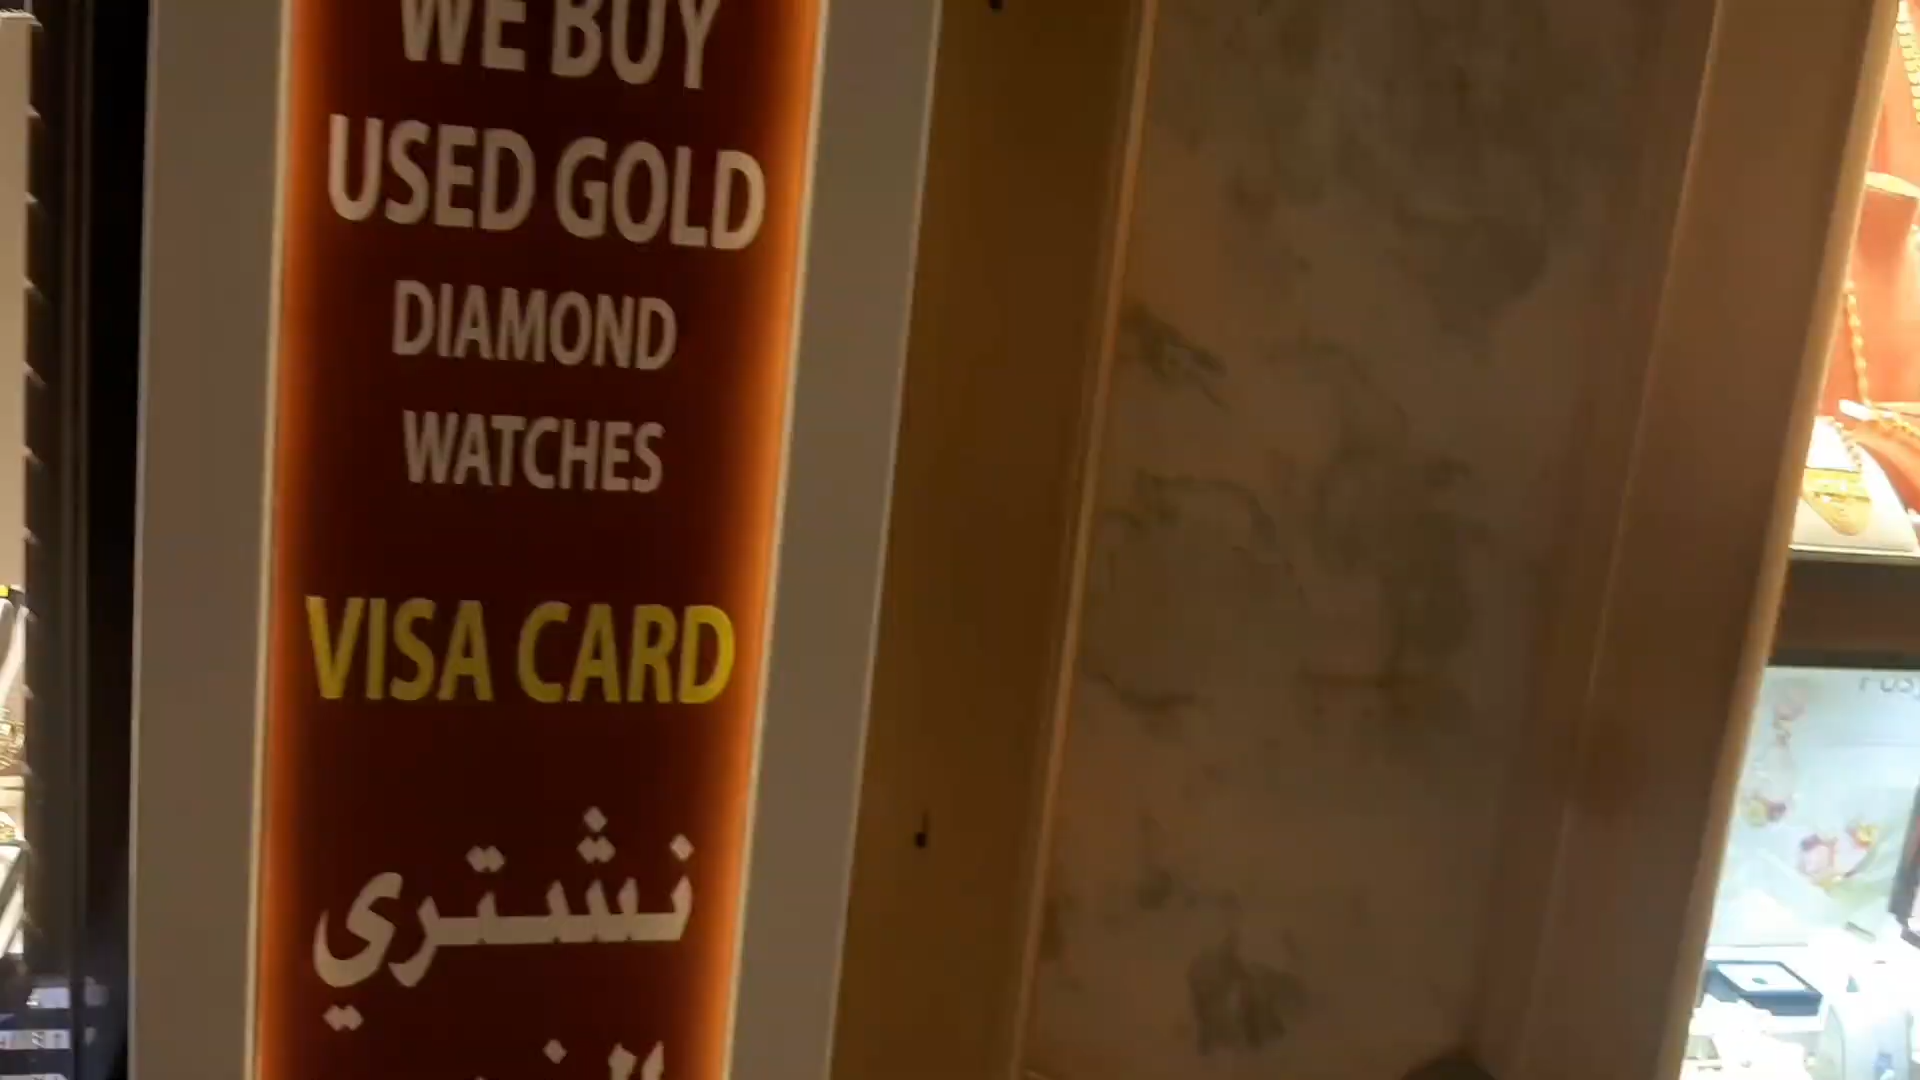 WE BUY
USED GOLD
DIAMOND
WATCHES
VISA CARD
نشتري